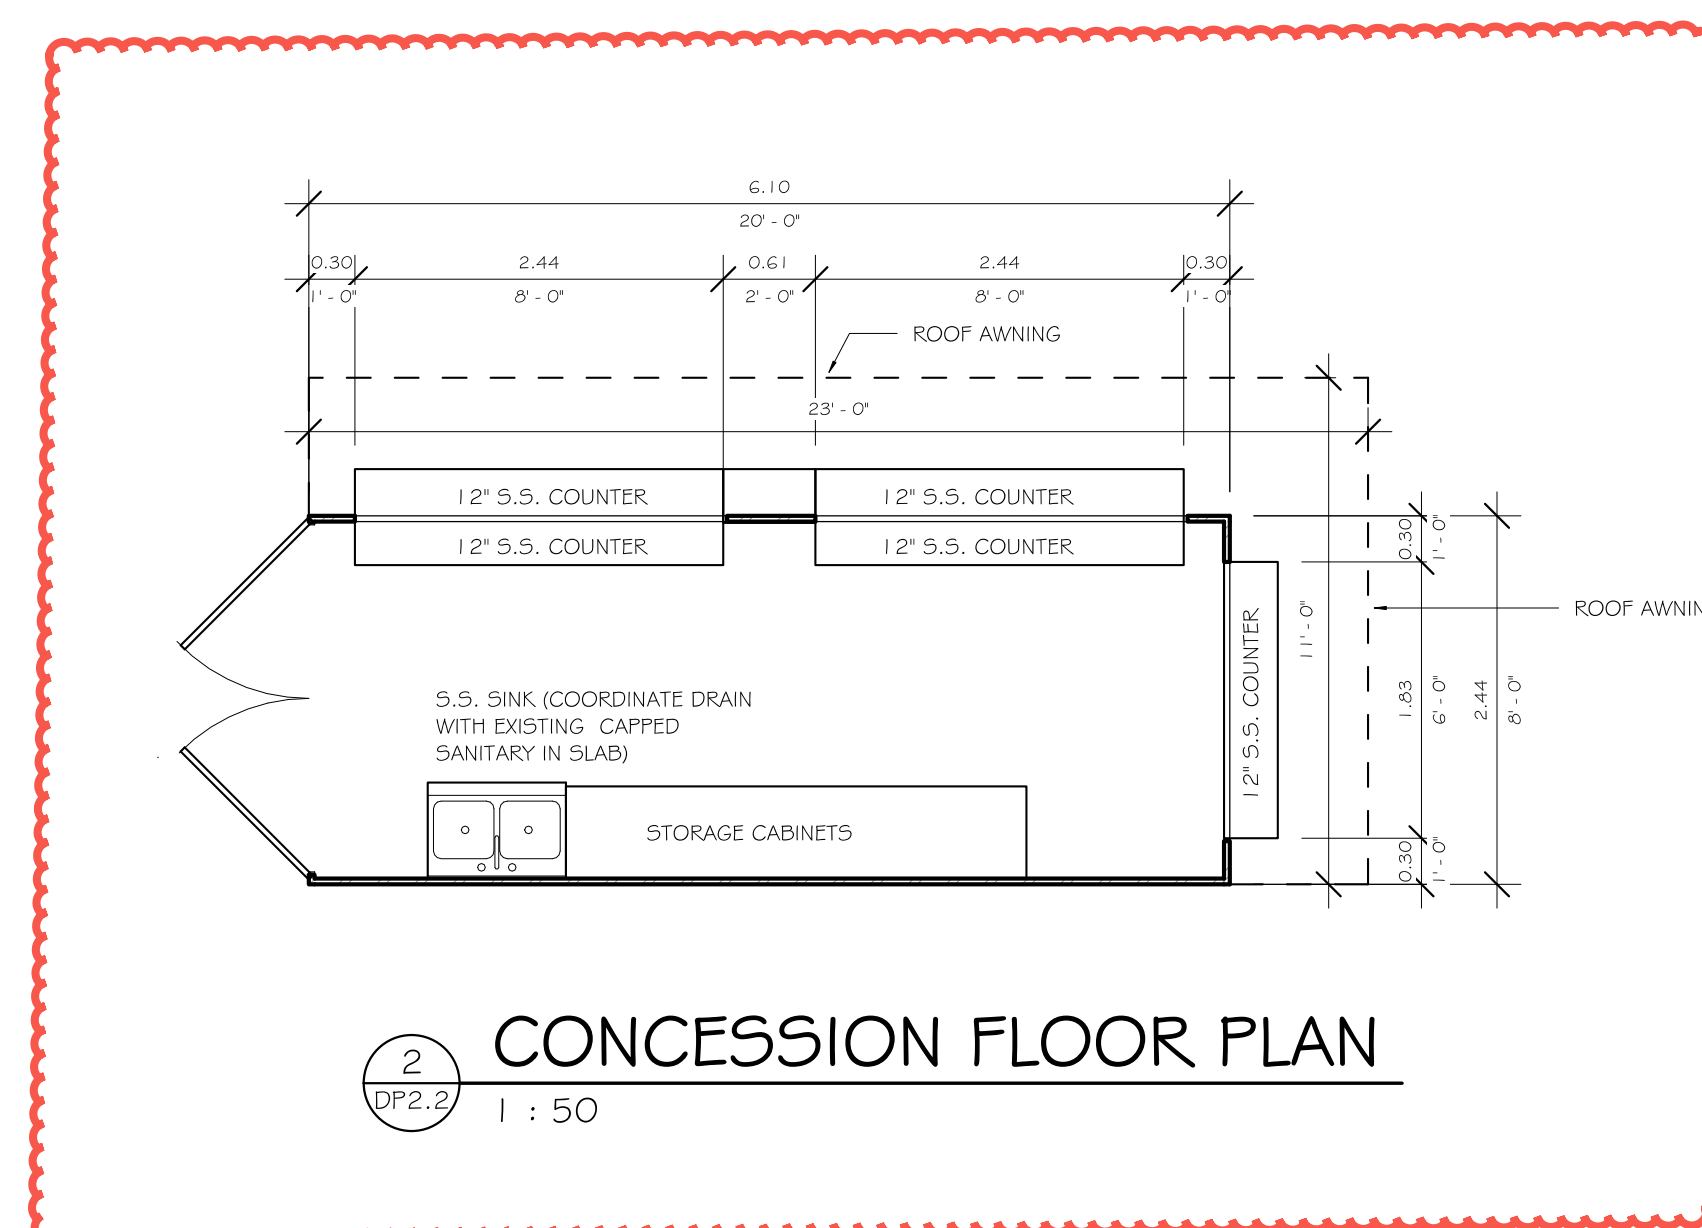 6.10
20' - 0"
0.30 2.44 0.61 2.44 0.30
1' - 0" 8' - 0" 2' - 0" 8' - 0" 1' - 0"
ROOF AWNING
23' - 0"
12" S.S. COUNTER 12" S.S. COUNTER
12" S.S. COUNTER 12" S.S. COUNTER
0.30
1' - 0"
11' - 0"
ROOF AWNIN
12" S.S. COUNTER
1.83
6' - 0"
2.44
8' - 0"
S.S. SINK (COORDINATE DRAIN
WITH EXISTING CAPPED
SANITARY IN SLAB)
STORAGE CABINETS
0.30
1' - 0"
CONCESSION FLOOR PLAN
2
DP2.2
1 : 50